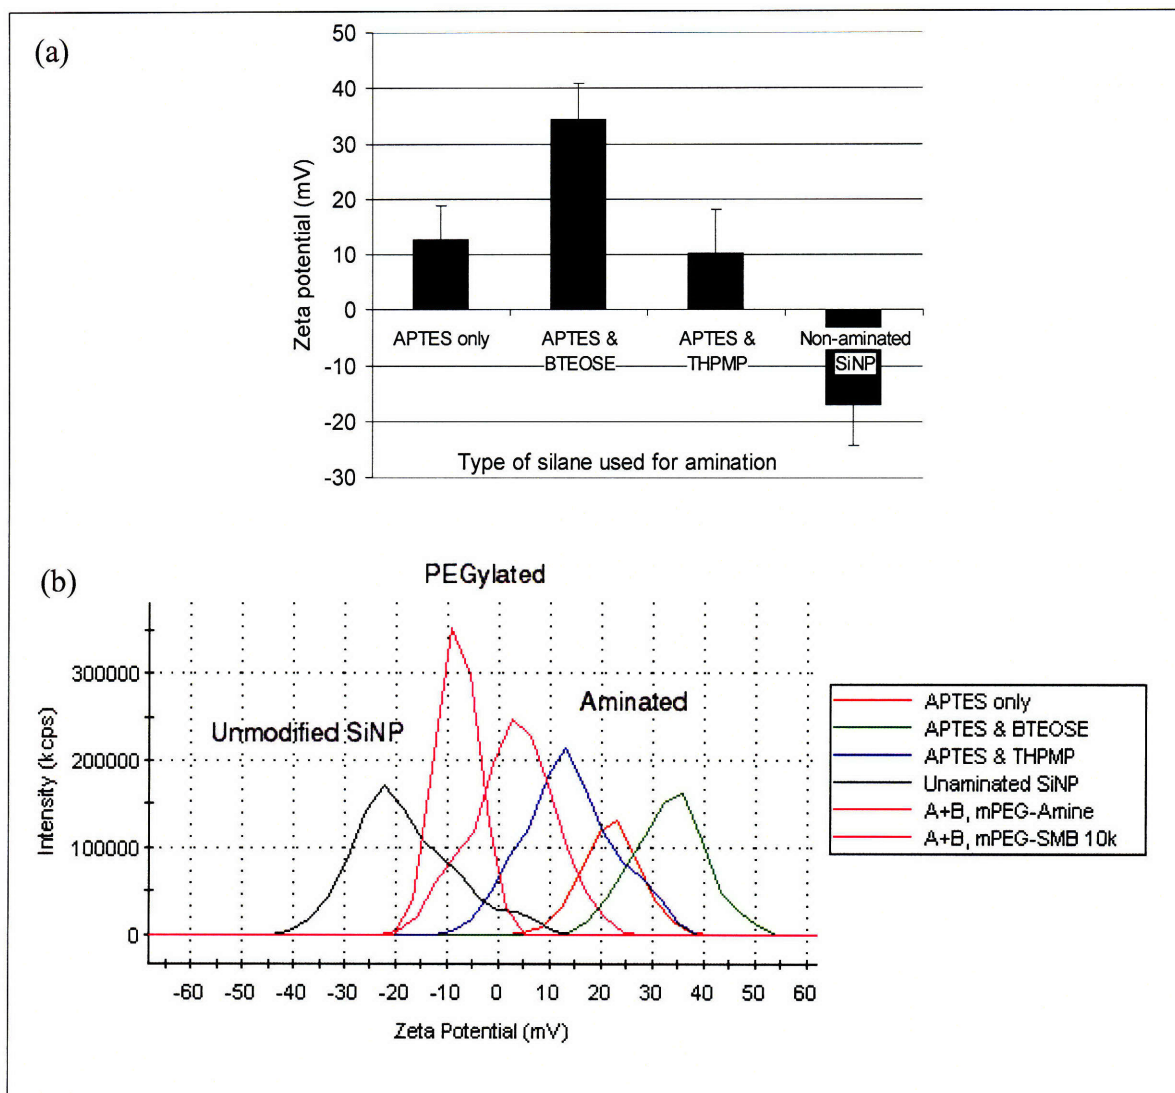 (a)
50
40
30
20
10
0
-10
-20
-30
Zeta potential (mV)
APTES only
APTES &
BTEOSE
APTES &
THPMP
Non-aminated
SiNP
Type of silane used for amination
(b)
PEGylated
Unmodified SiNP
Aminated
300000
200000
100000
0
Intensity (kcps)
-60 -50 -40 -30 -20 -10 0 10 20 30 40 50 60
Zeta Potential (mV)
APTES only
APTES & BTEOSE
APTES & THPMP
Unaminated SiNP
A+B, mPEG-Amine
A+B, mPEG-SMB 10k